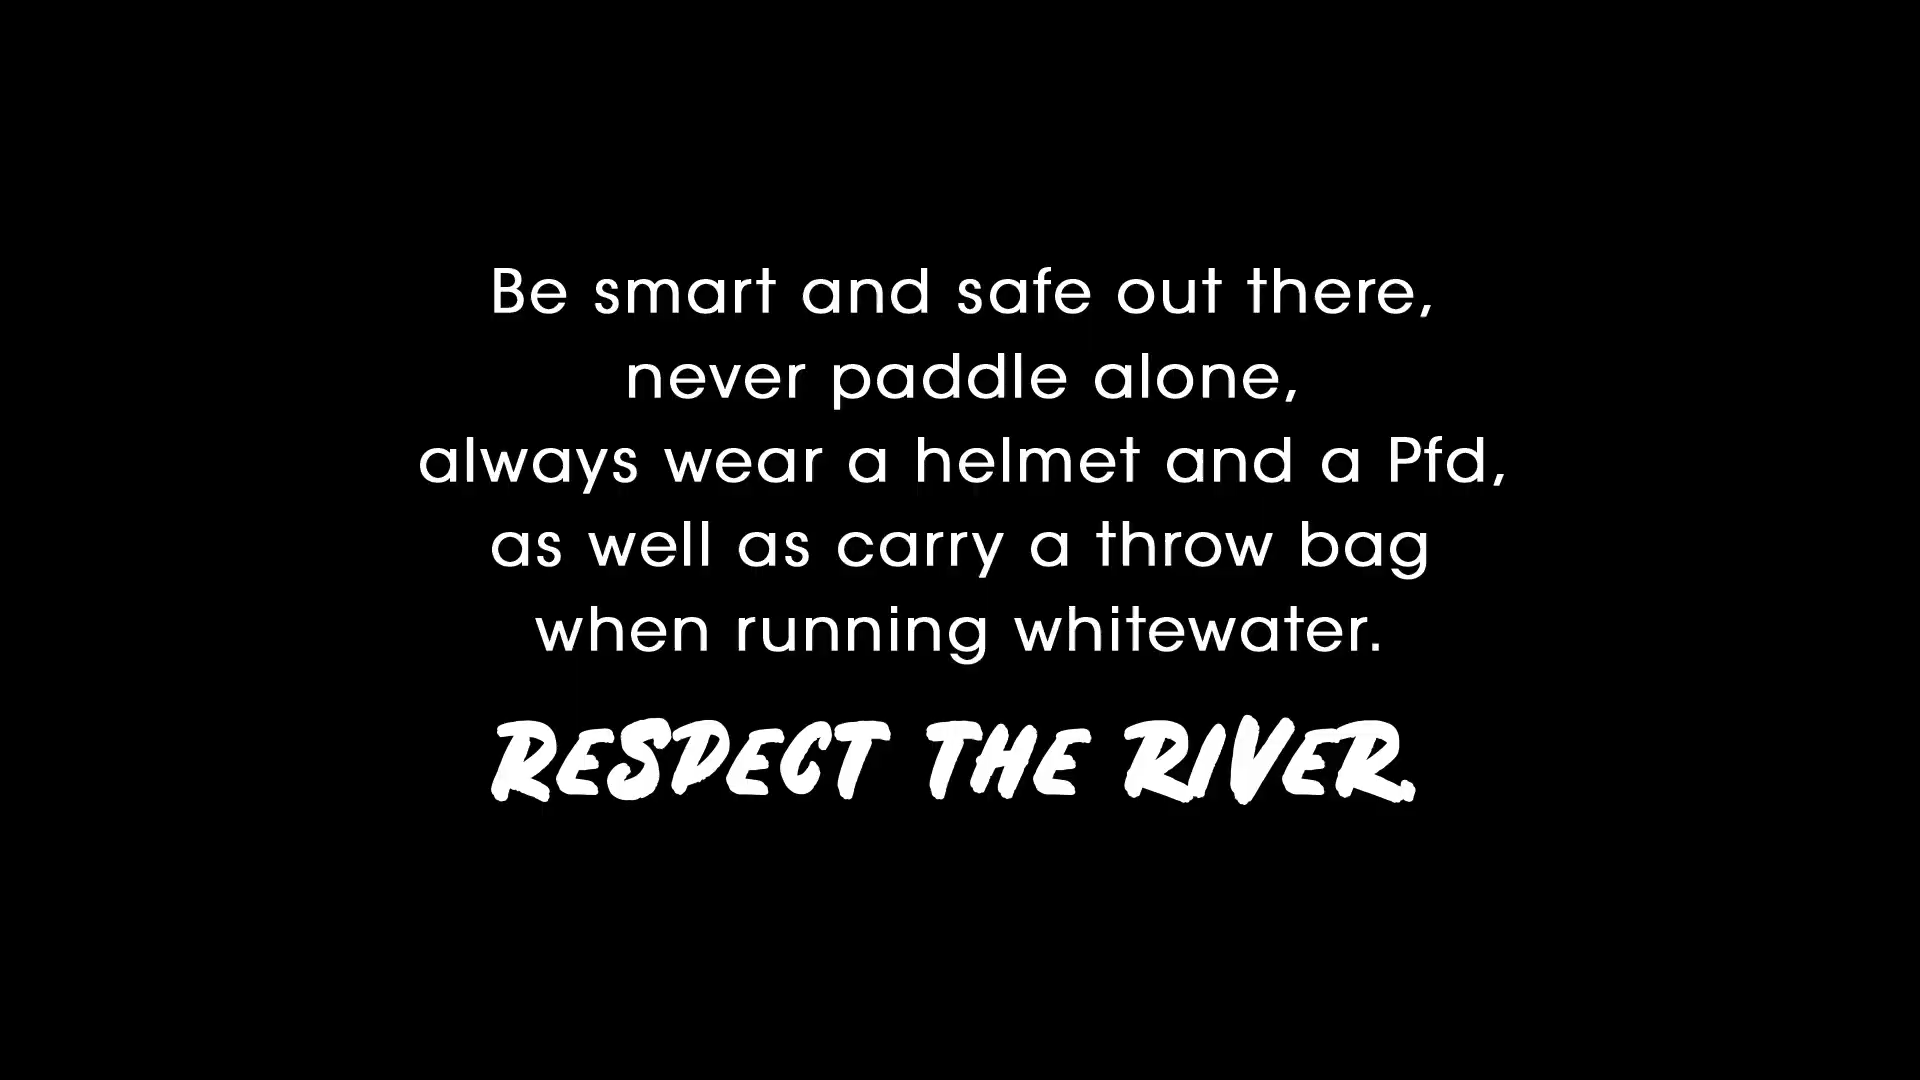 Be smart and safe out there,
never paddle alone,
always wear a helmet and a Pfd,
as well as carry a throw bag
when running whitewater.
RESPECT THE RIVER.